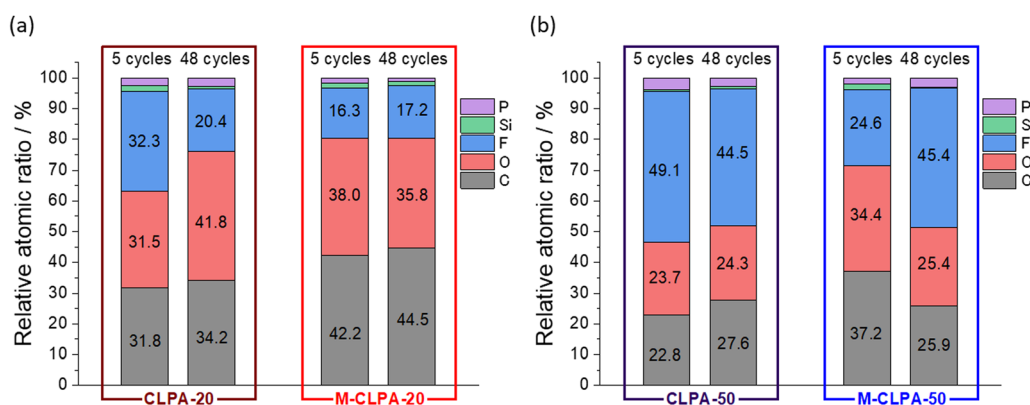 (a)
5 cycles 48 cycles
5 cycles 48 cycles
Relative atomic ratio / %
100
90
80
70
60
50
40
30
20
10
0
32.3
31.5
31.8
20.4
41.8
34.2
16.3
38.0
42.2
17.2
35.8
44.5
P
Si
F
O
C
CLPA-20
M-CLPA-20
(b)
5 cycles 48 cycles
5 cycles 48 cycles
Relative atomic ratio / %
100
90
80
70
60
50
40
30
20
10
0
49.1
23.7
22.8
44.5
24.3
27.6
24.6
34.4
37.2
45.4
25.4
25.9
P
S
F
CLPA-50
M-CLPA-50